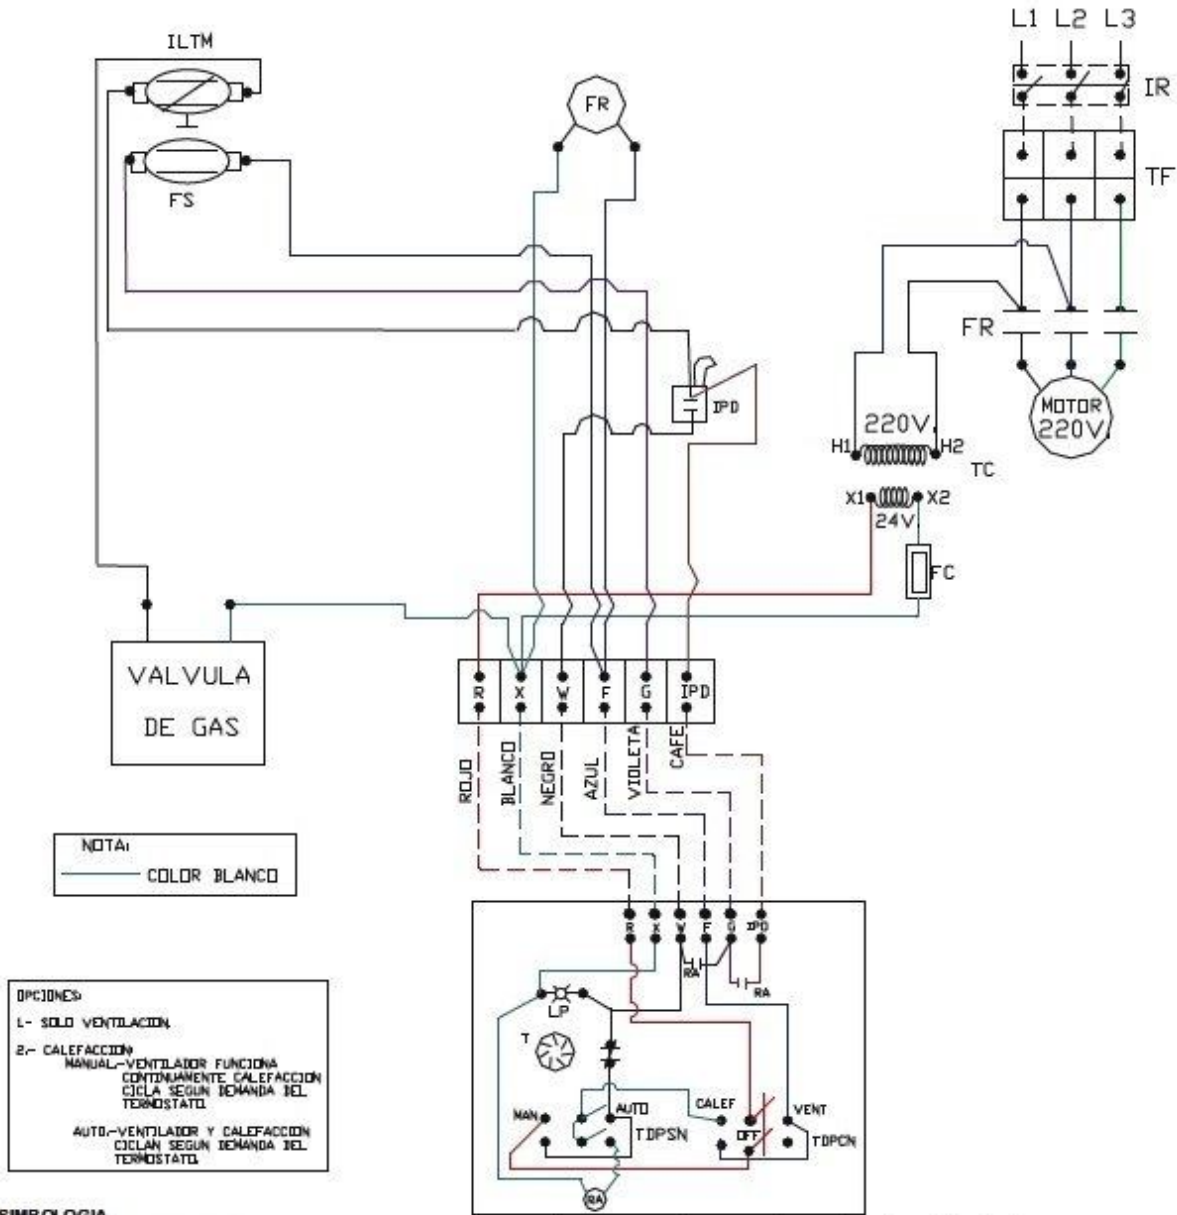 ILTM
FS
FR
L1 L2 L3
IR
TF
FR
MOTOR
220V.
IPD
220V.
H1 H2
TC
X1 X2
24V
FC
VALVULA
DE GAS
R X W F G IPD
ROJO
BLANCO
NEGRO
AZUL
VIOLETA
CAFE
NOTA:
COLOR BLANCO
R X W F G IPD
RA
RA
LP
T
MAN
AUTO
TDPSN
CALEF
OFF
VENT
TDPCN
RA
OPCIONES:
1.- SOLO VENTILACION.
2.- CALEFACCION:
MANUAL.-VENTILADOR FUNCIONA
CONTINUAMENTE CALEFACCION
CICLA SEGUN DEMANDA DEL
TERMOSTATO.
AUTO.-VENTILADOR Y CALEFACCION
CICLAN SEGUN DEMANDA DEL
TERMOSTATO.
SIMBOLOGIA